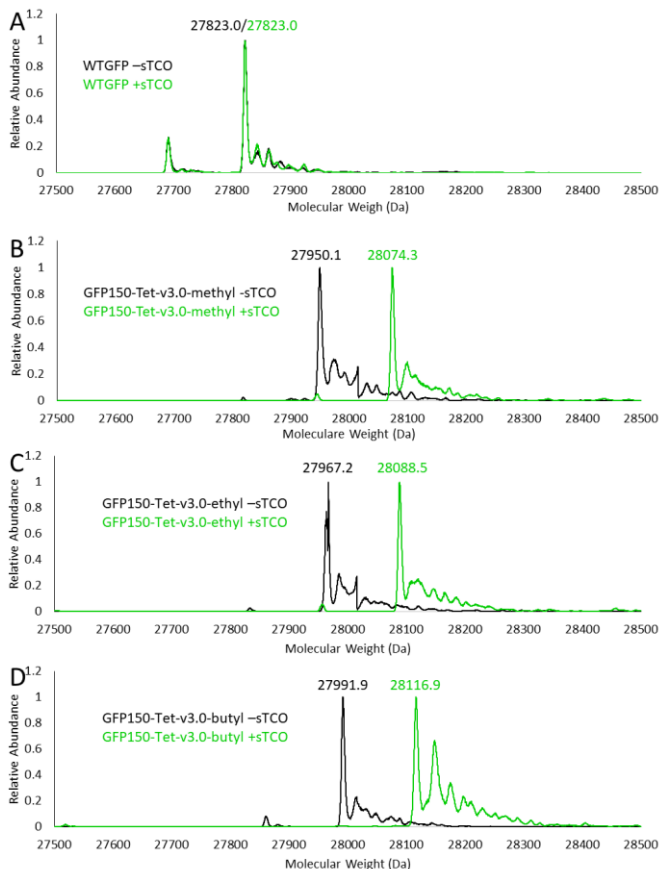 A
27823.0/27823.0
1.2
1
0.8
0.6
0.4
0.2
0
Relative Abundance
WTGFP –sTCO
WTGFP +sTCO
27500 27600 27700 27800 27900 28000 28100 28200 28300 28400 28500
Molecular Weigh (Da)
B
27950.1 28074.3
1.2
1
0.8
0.6
0.4
0.2
0
Relative Abundance
GFP150-Tet-v3.0-methyl -sTCO
GFP150-Tet-v3.0-methyl +sTCO
27500 27600 27700 27800 27900 28000 28100 28200 28300 28400 28500
Moleculare Weight (Da)
C
27967.2 28088.5
1.2
1
0.8
0.6
0.4
0.2
0
Relative Abundance
GFP150-Tet-v3.0-ethyl –sTCO
GFP150-Tet-v3.0-ethyl +sTCO
27500 27600 27700 27800 27900 28000 28100 28200 28300 28400 28500
Molecular Weight (Da)
D
27991.9 28116.9
1.2
1
0.8
0.6
0.4
0.2
0
Relative Abundance
GFP150-Tet-v3.0-butyl –sTCO
GFP150-Tet-v3.0-butyl +sTCO
27500 27600 27700 27800 27900 28000 28100 28200 28300 28400 28500
Molecular Weight (Da)